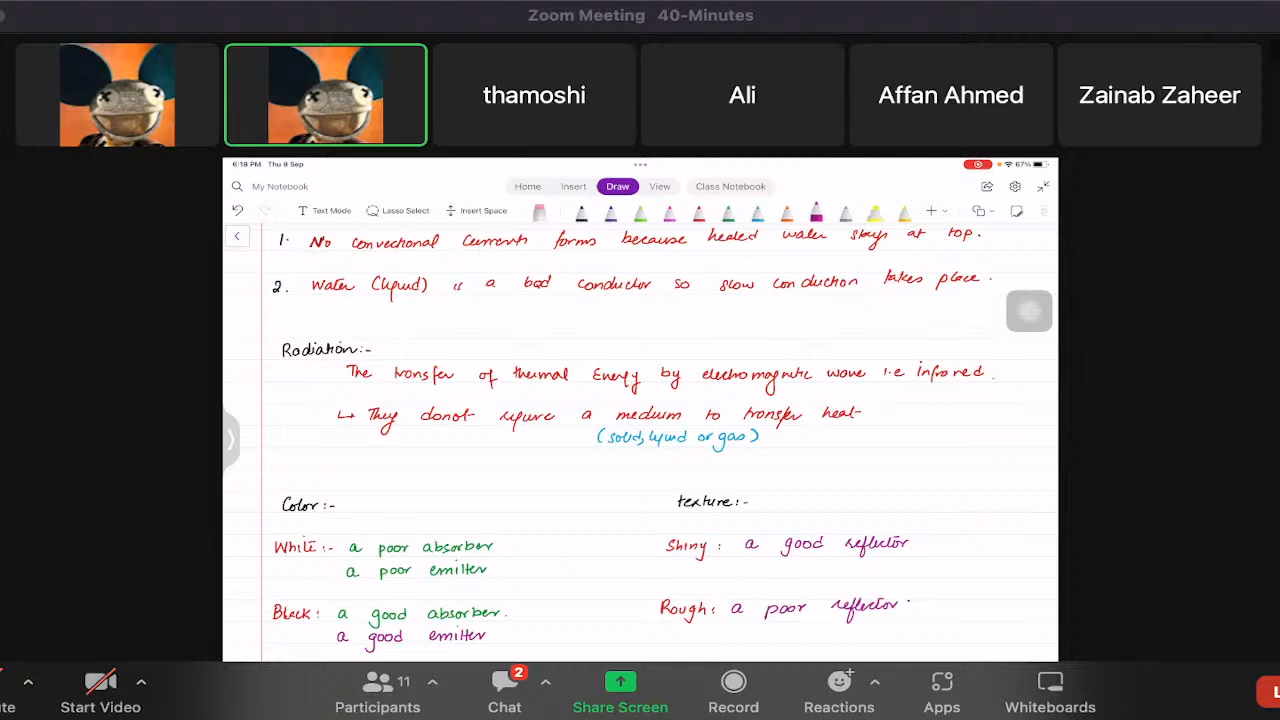 Zoom Meeting 40-Minutes
thamoshi
Ali
Affan Ahmed
Zainab Zaheer
6:18 PM Thu 8 Sep
67%
My Notebook
Home
Insert
Draw
View
Class Notebook
Text Mode
Lasso Select
Insert Space
1. No convectional currents forms because heated water stays at top.
2. Water (liquid) is a bad conductor so slow conduction takes place.
Radiation:-
The transfer of thermal Energy by electromagnetic wave i.e infrared.
↳ They donot require a medium to transfer heat
(solid, liquid or gas)
Color:-
texture:-
White:- a poor absorber
a poor emitter
Shiny: a good reflector
Black: a good absorber.
a good emitter
Rough: a poor reflector.
Start Video
Participants
11
Chat
2
Share Screen
Record
Reactions
Apps
Whiteboards